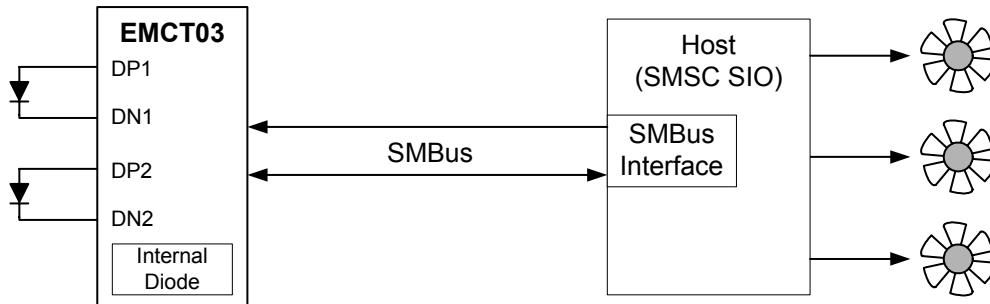 EMCT03
DP1
DN1
DP2
DN2
Internal
Diode
SMBus
Host
(SMSC SIO)
SMBus
Interface